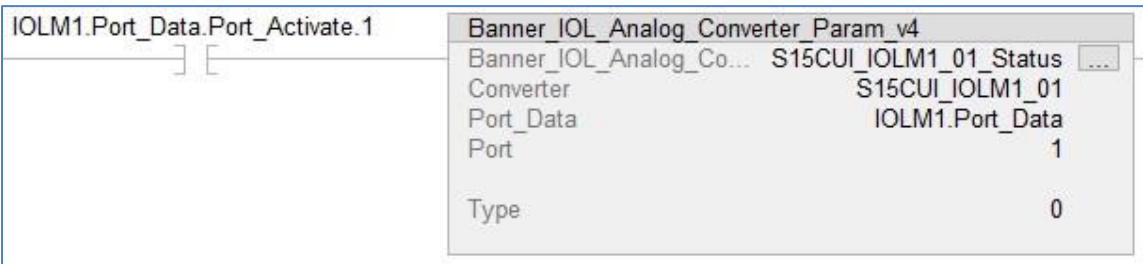 IOLM1.Port_Data.Port_Activate.1
Banner_IOL_Analog_Converter_Param_v4
Banner_IOL_Analog_Co... S15CUI_IOLM1_01_Status ...
Converter S15CUI_IOLM1_01
Port_Data IOLM1.Port_Data
Port 1
Type 0